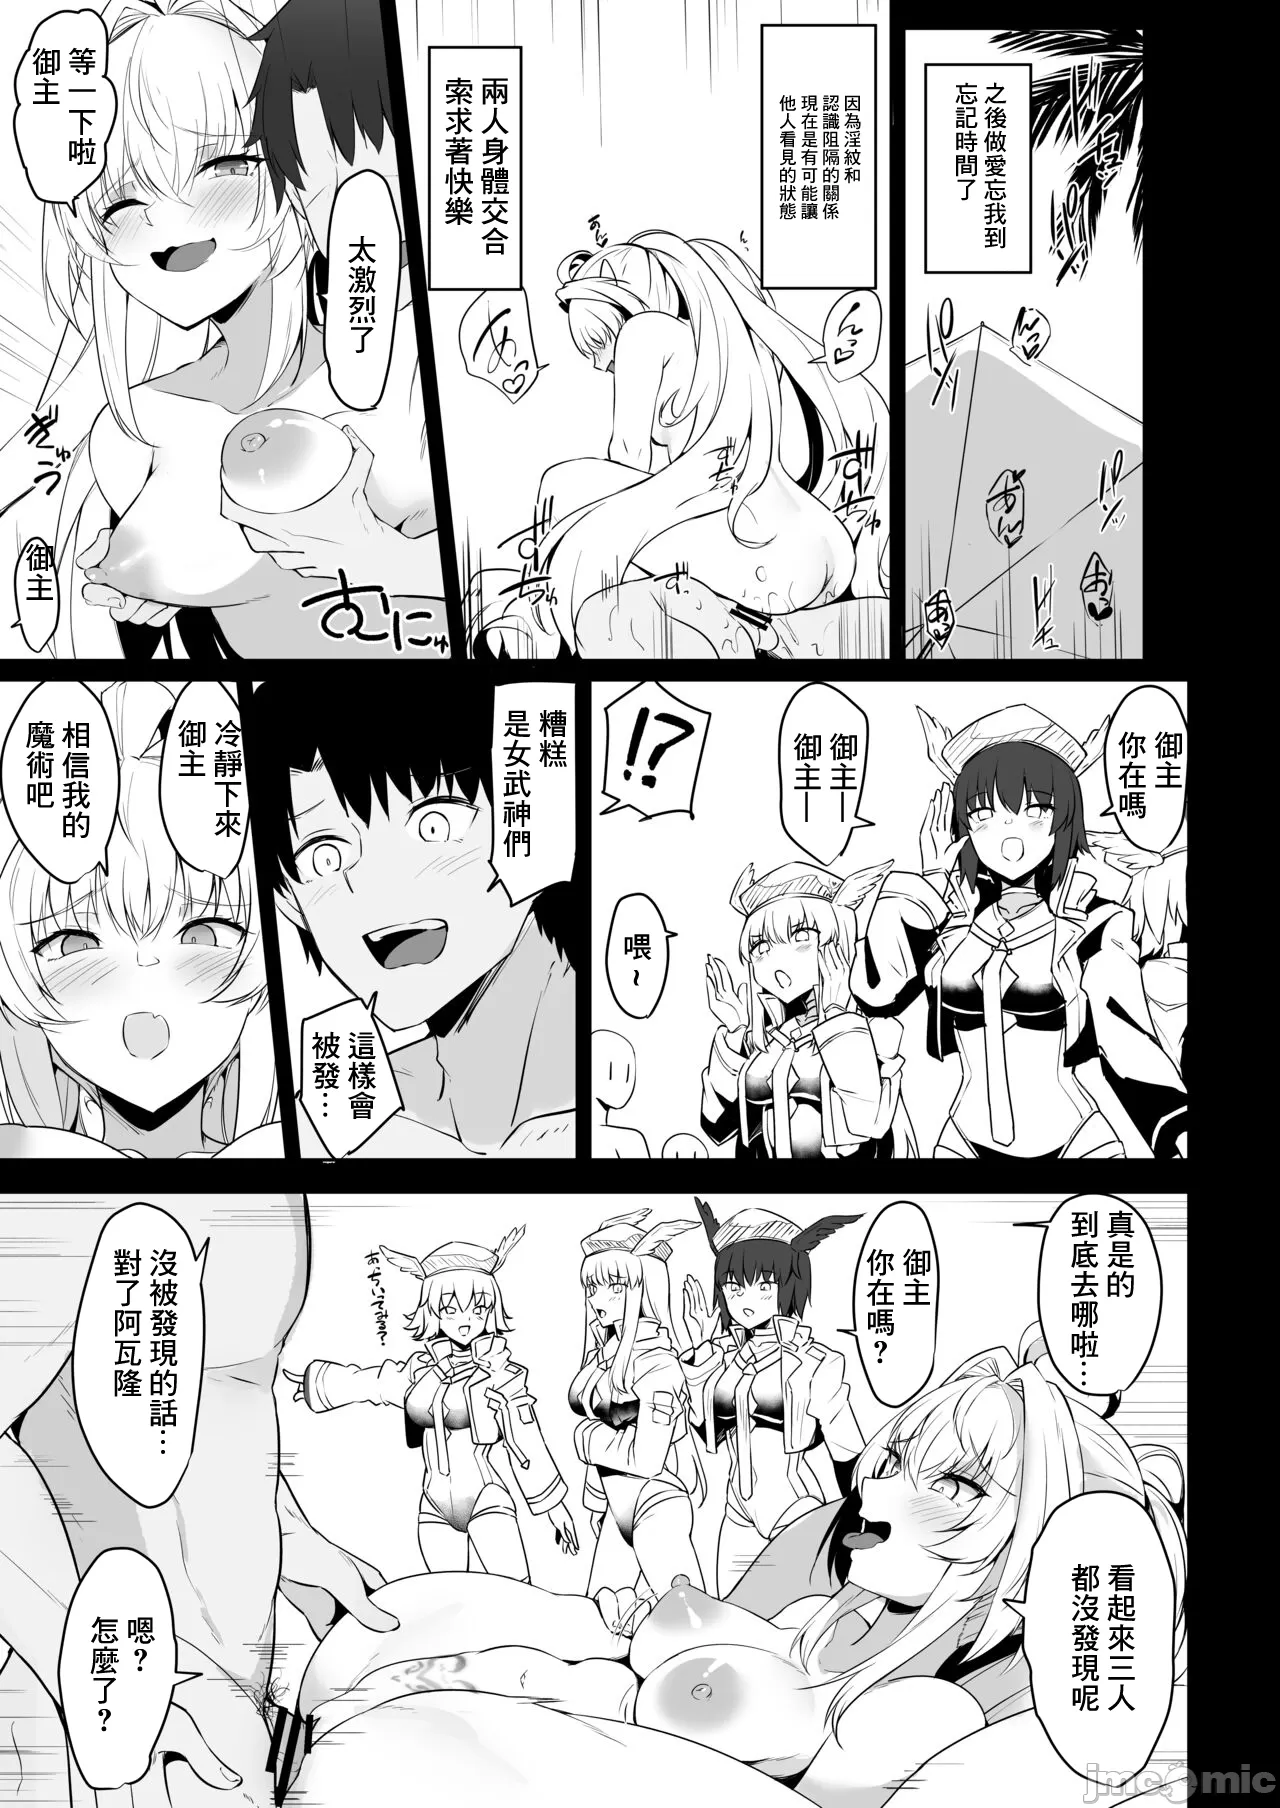 之後做愛忘我到
忘記時間了
因為淫紋和
認識阻隔的關係
現在是有可能讓
他人看見的狀態
兩人身體交合
索求著快樂
等一下啦
御主
太激烈了
御主
御主
你在嗎
御主—
御主—
!?
喂~
糟糕
是女武神們
這樣會
被發…
冷靜下來
御主
相信我的
魔術吧
真是的
到底去哪啦…
御主
你在嗎?
看起來三人
都沒發現呢
沒被發現的話…
對了阿瓦隆
嗯?
怎麼了?
jmcomic